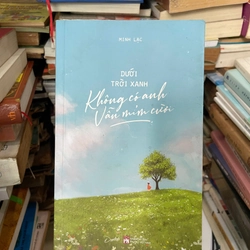 MINH LẠC
DƯỚI
TRỜI XANH
Không có anh
Vẫn mỉm cười